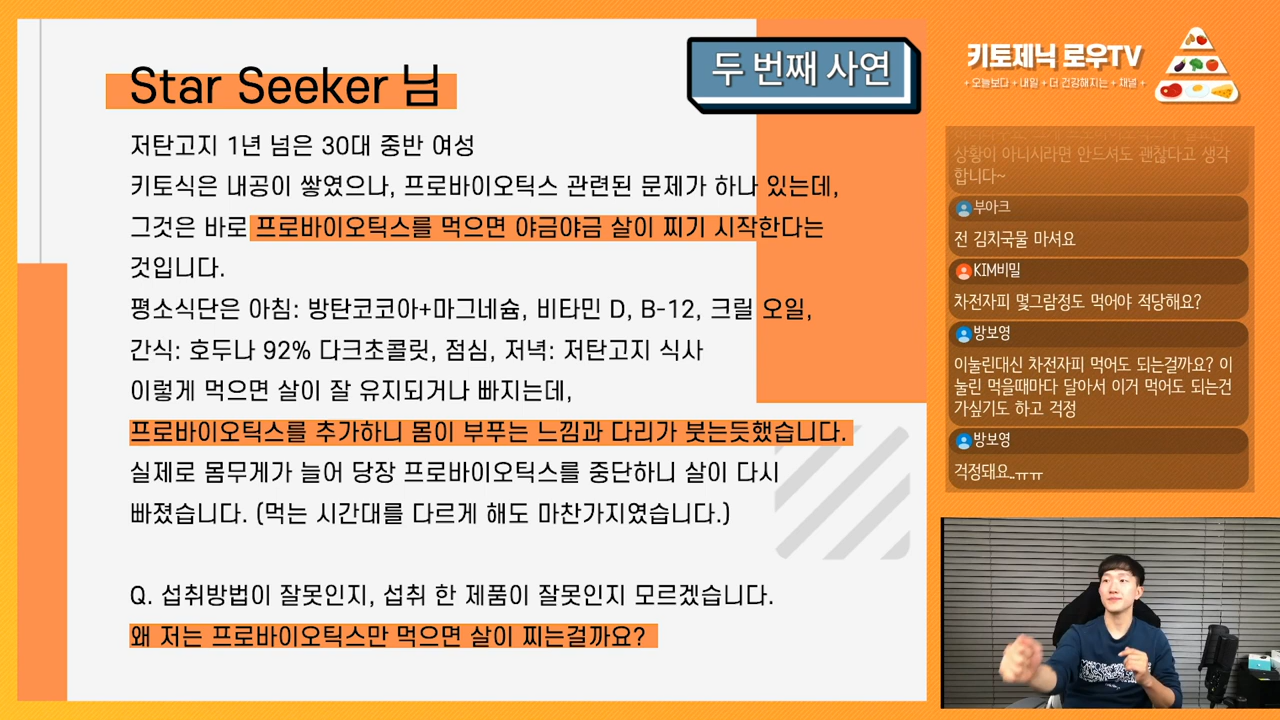 Star Seeker 님
두 번째 사연
저탄고지 1년 넘은 30대 중반 여성
키토식은 내공이 쌓였으나, 프로바이오틱스 관련된 문제가 하나 있는데,
그것은 바로 프로바이오틱스를 먹으면 야금야금 살이 찌기 시작한다는
것입니다.
평소식단은 아침: 방탄코코아+마그네슘, 비타민 D, B-12, 크릴 오일,
간식: 호두나 92% 다크초콜릿, 점심, 저녁: 저탄고지 식사
이렇게 먹으면 살이 잘 유지되거나 빠지는데,
프로바이오틱스를 추가하니 몸이 부푸는 느낌과 다리가 붓는듯했습니다.
실제로 몸무게가 늘어 당장 프로바이오틱스를 중단하니 살이 다시
빠졌습니다. (먹는 시간대를 다르게 해도 마찬가지였습니다.)
Q. 섭취방법이 잘못인지, 섭취 한 제품이 잘못인지 모르겠습니다.
왜 저는 프로바이오틱스만 먹으면 살이 찌는걸까요?
키토제닉 로우TV
+ 오늘보다 + 내일 + 더 건강해지는 + 채널 +
상황이 아니시라면 안드셔도 괜찮다고 생각
합니다~
부아크
전 김치국물 마셔요
KIM비밀
차전자피 몇그람정도 먹어야 적당해요?
방보영
이눌린대신 차전자피 먹어도 되는걸까요? 이
눌린 먹을때마다 달아서 이거 먹어도 되는건
가싶기도 하고 걱정
방보영
걱정돼요..ㅠㅠ